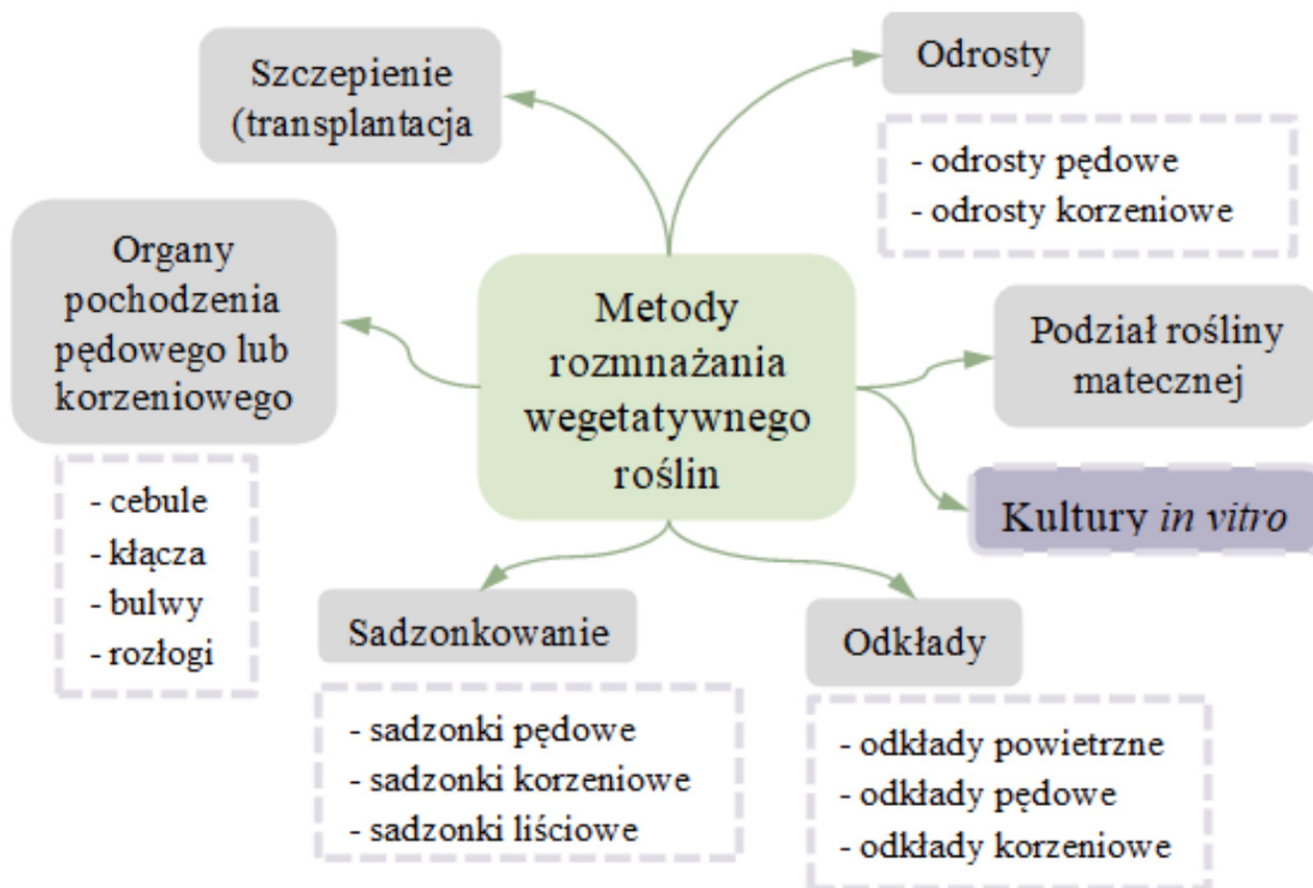 Szczepienie
(transplantacja
Odrosty
- odrosty pędowe
- odrosty korzeniowe
Organy
pochodzenia
pędowego lub
korzeniowego
- cebule
- kłącza
- bulwy
- rozłogi
Metody
rozmnażania
wegetatywnego
roślin
Podział rośliny
matecznej
Kultury in vitro
Sadzonkowanie
- sadzonki pędowe
- sadzonki korzeniowe
- sadzonki liściowe
Odkłady
- odkłady powietrzne
- odkłady pędowe
- odkłady korzeniowe